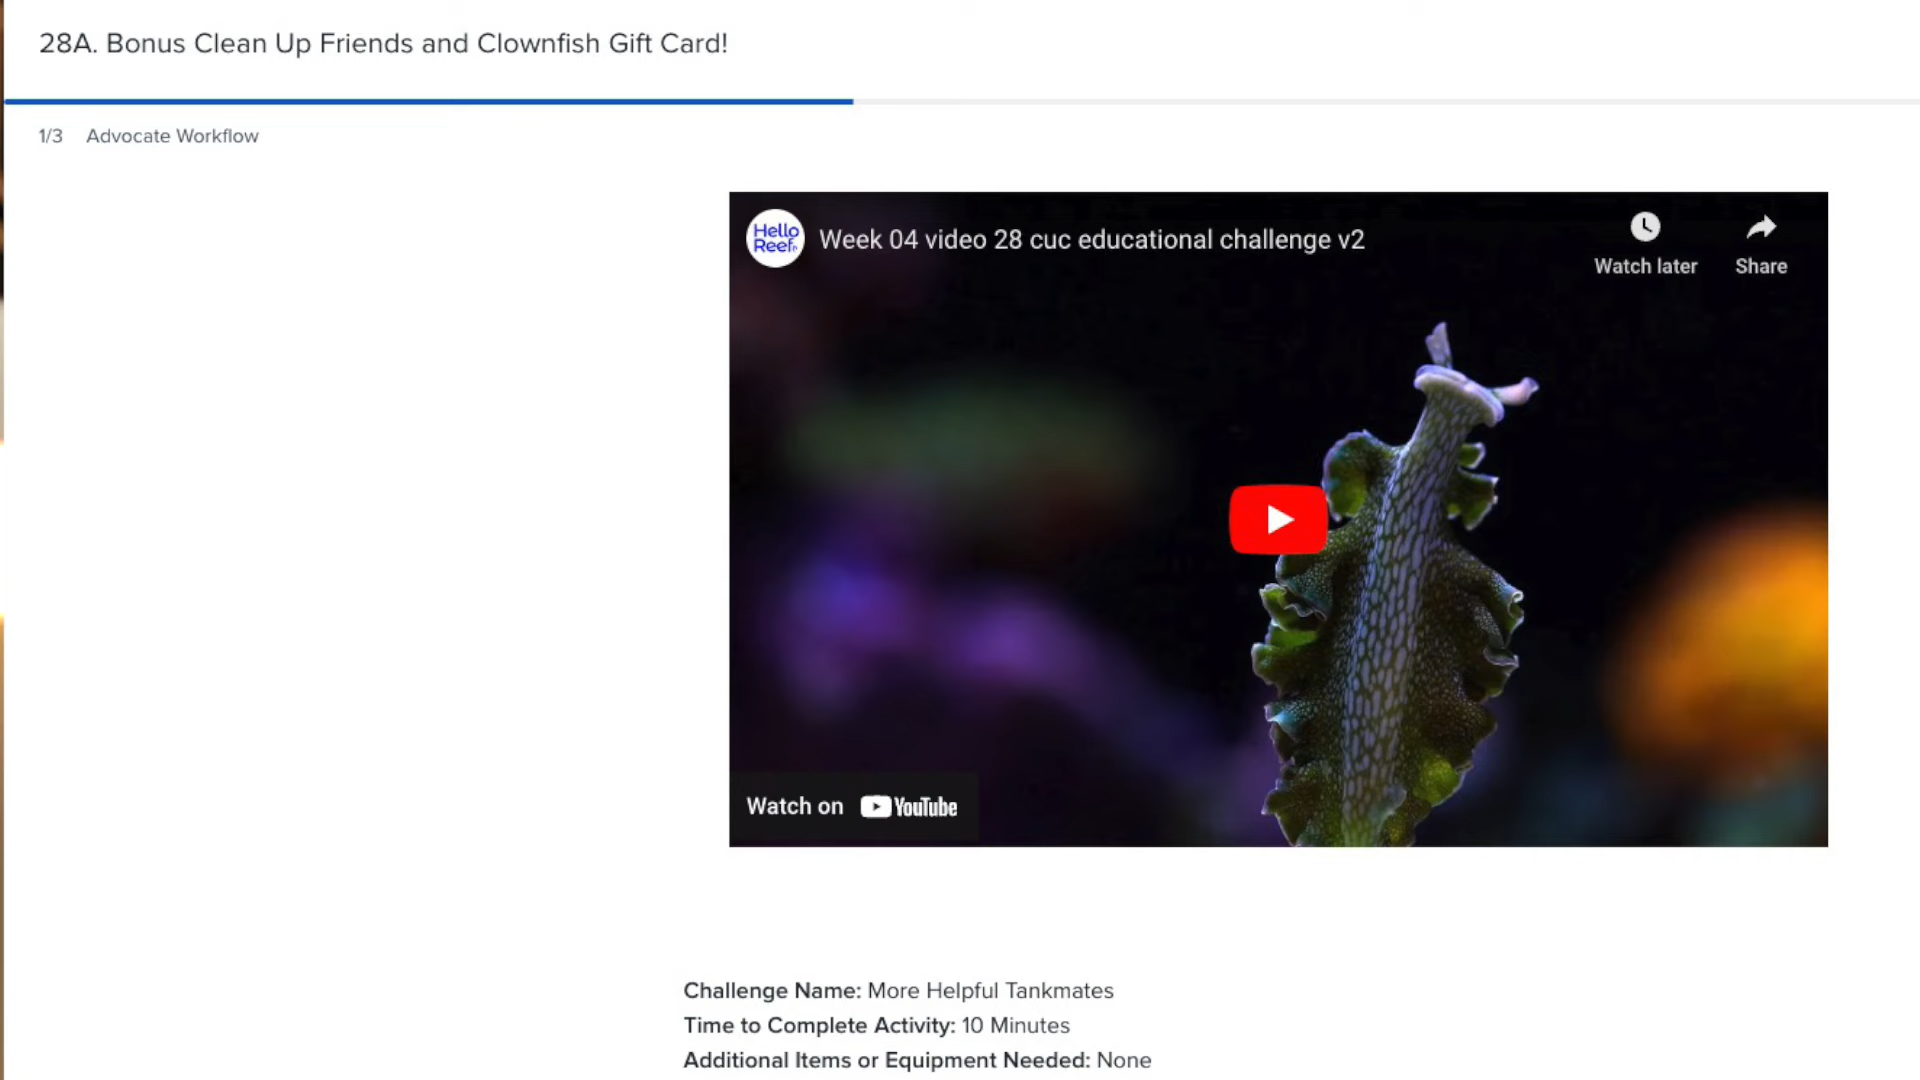 28A. Bonus Clean Up Friends and Clownfish Gift Card!
1/3 Advocate Workflow
Hello
Reef
Week 04 video 28 cuc educational challenge v2
Watch later
Share
Watch on YouTube
Challenge Name: More Helpful Tankmates
Time to Complete Activity: 10 Minutes
Additional Items or Equipment Needed: None